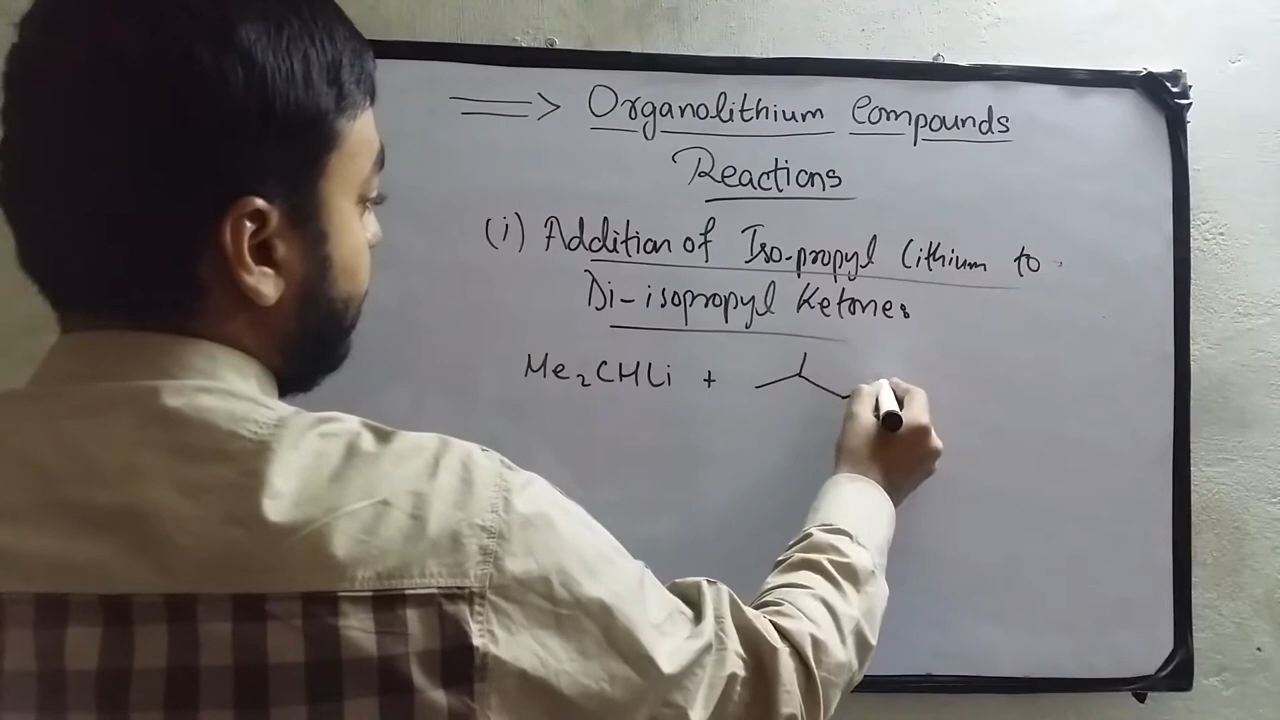 ⇒ Organolithium Compounds
Reactions
(i) Addition of Iso-propyl Lithium to
Di-isopropyl Ketones
Me₂CHLi +